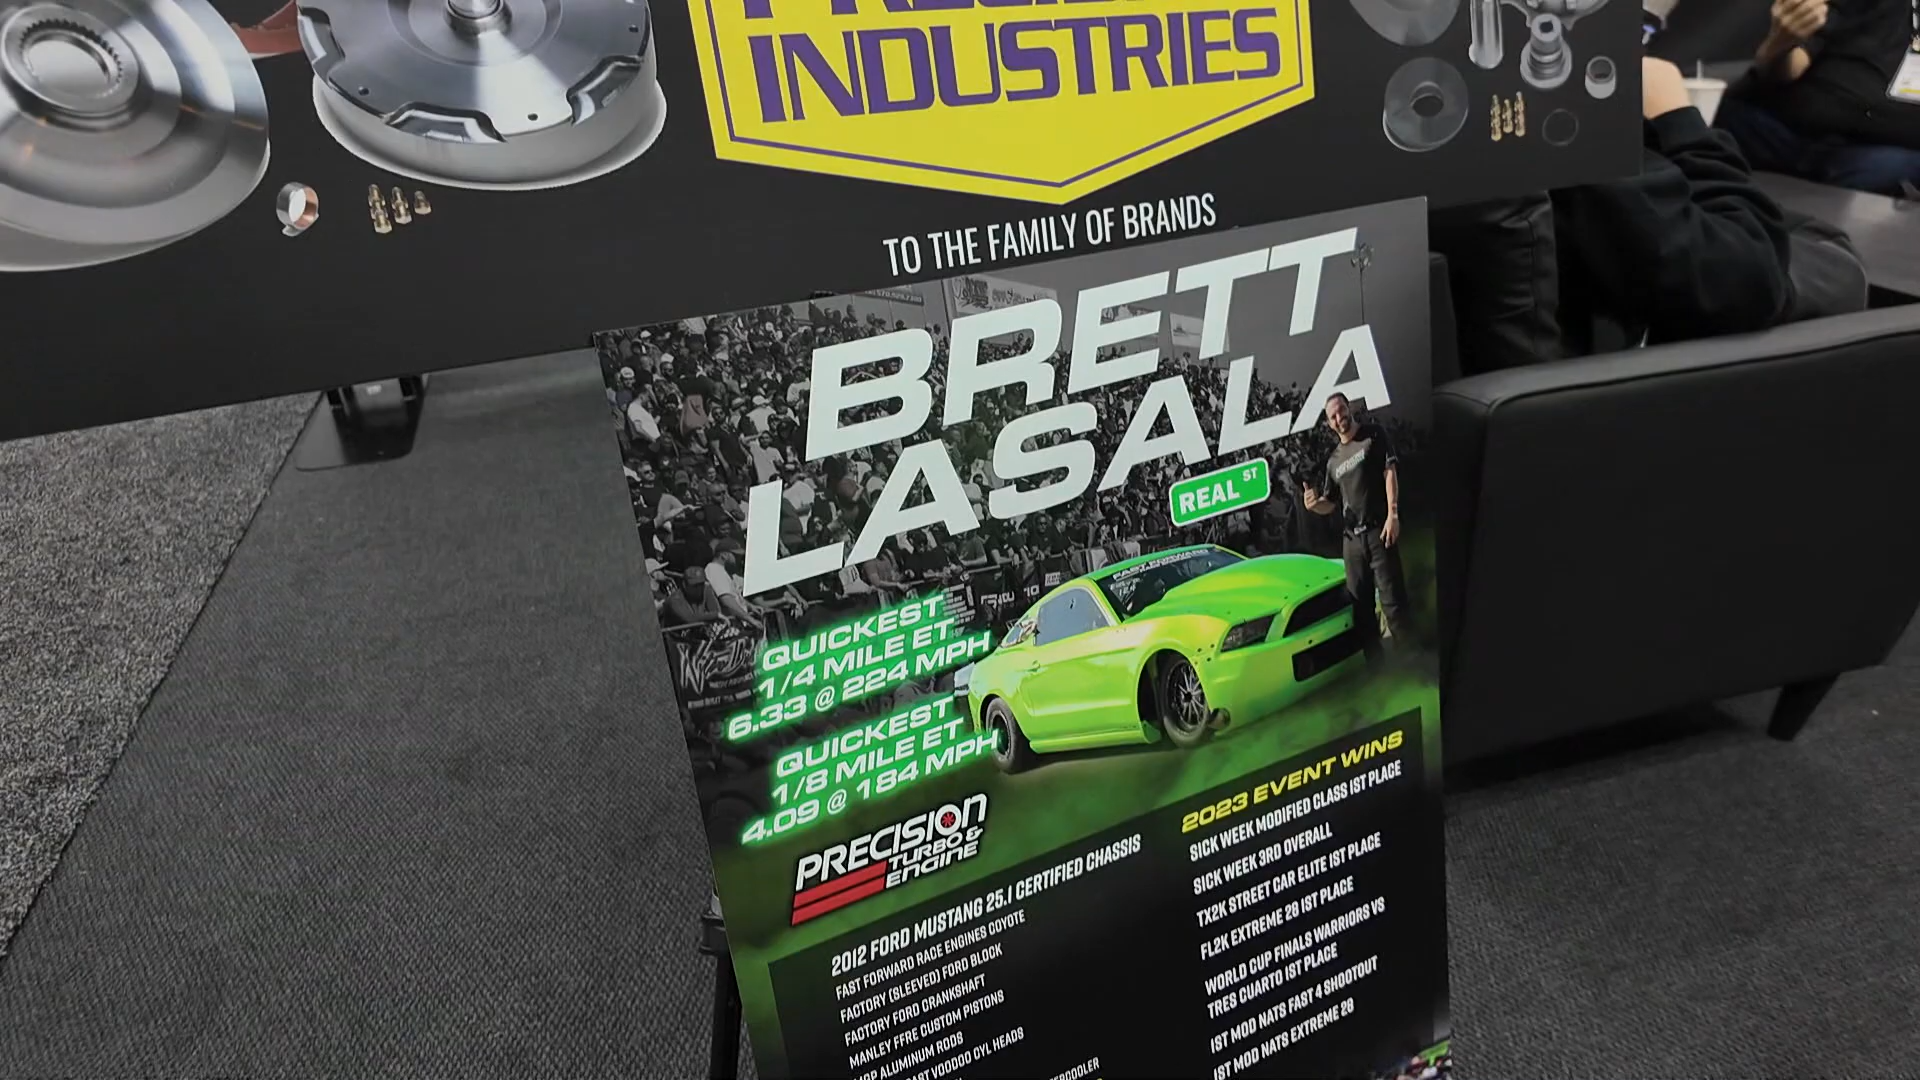 INDUSTRIES
TO THE FAMILY OF BRANDS
BRETT
LASALA
REAL ST
FAST FORWARD
QUICKEST
1/4 MILE ET
6.33 @ 224 MPH
QUICKEST
1/8 MILE ET
4.09 @ 184 MPH
PRECISION
TURBO &
ENGINE
2012 FORD MUSTANG 25.1 CERTIFIED CHASSIS
FAST FORWARD RACE ENGINES COYOTE
FACTORY (SLEEVED) FORD BLOCK
FACTORY FORD CRANKSHAFT
MANLEY FFRE CUSTOM PISTONS
ALUMINUM RODS
VOODOO CYL HEADS
2023 EVENT WINS
SICK WEEK MODIFIED CLASS 1ST PLACE
SICK WEEK 3RD OVERALL
TX2K STREET CAR ELITE 1ST PLACE
FL2K EXTREME 28 1ST PLACE
WORLD CUP FINALS WARRIORS VS
TRES CUARTO 1ST PLACE
1ST MOD NATS FAST 4 SHOOTOUT
1ST MOD NATS EXTREME 28